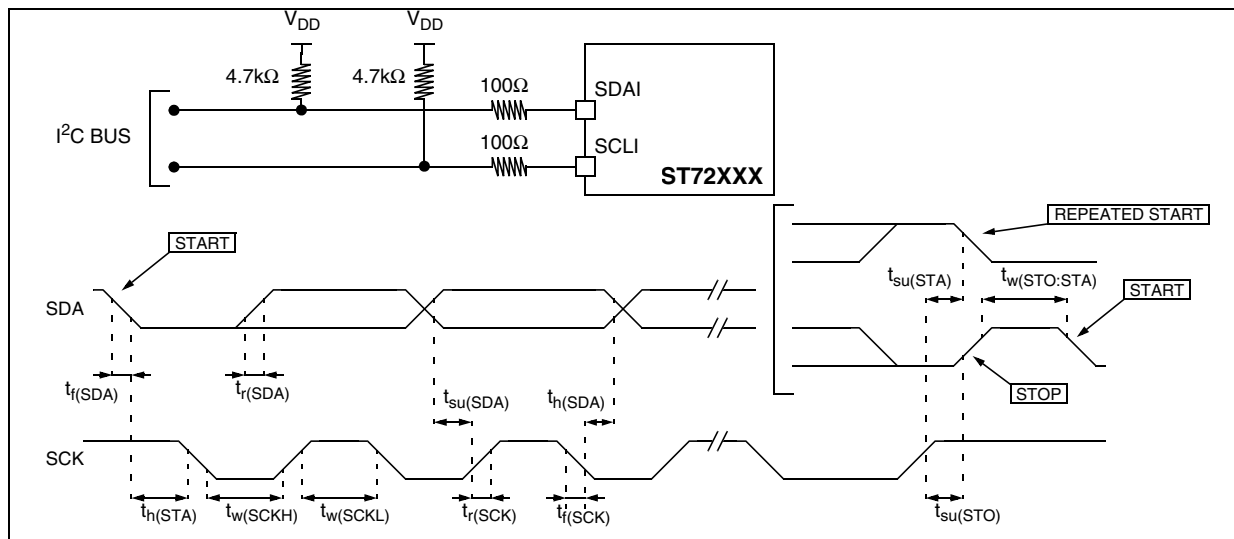 VDD VDD
4.7kΩ 4.7kΩ
100Ω
SDAI
I²C BUS
100Ω
SCLI
ST72XXX
REPEATED START
START
tsu(STA) tw(STO:STA)
START
SDA
STOP
tf(SDA) tr(SDA) tsu(SDA) th(SDA)
SCK
th(STA) tw(SCKH) tw(SCKL) tr(SCK) tf(SCK) tsu(STO)